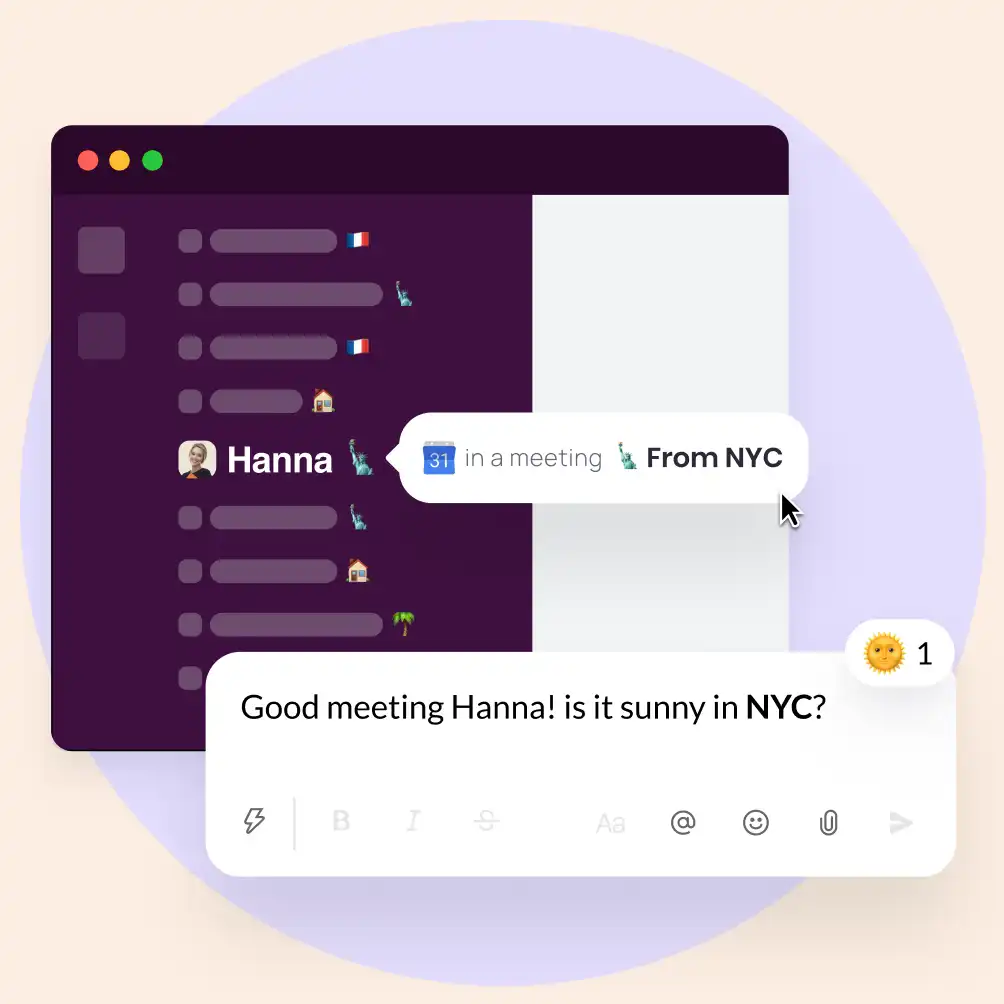 Hanna
31 in a meeting From NYC
1
Good meeting Hanna! is it sunny in NYC?
B I S Aa @